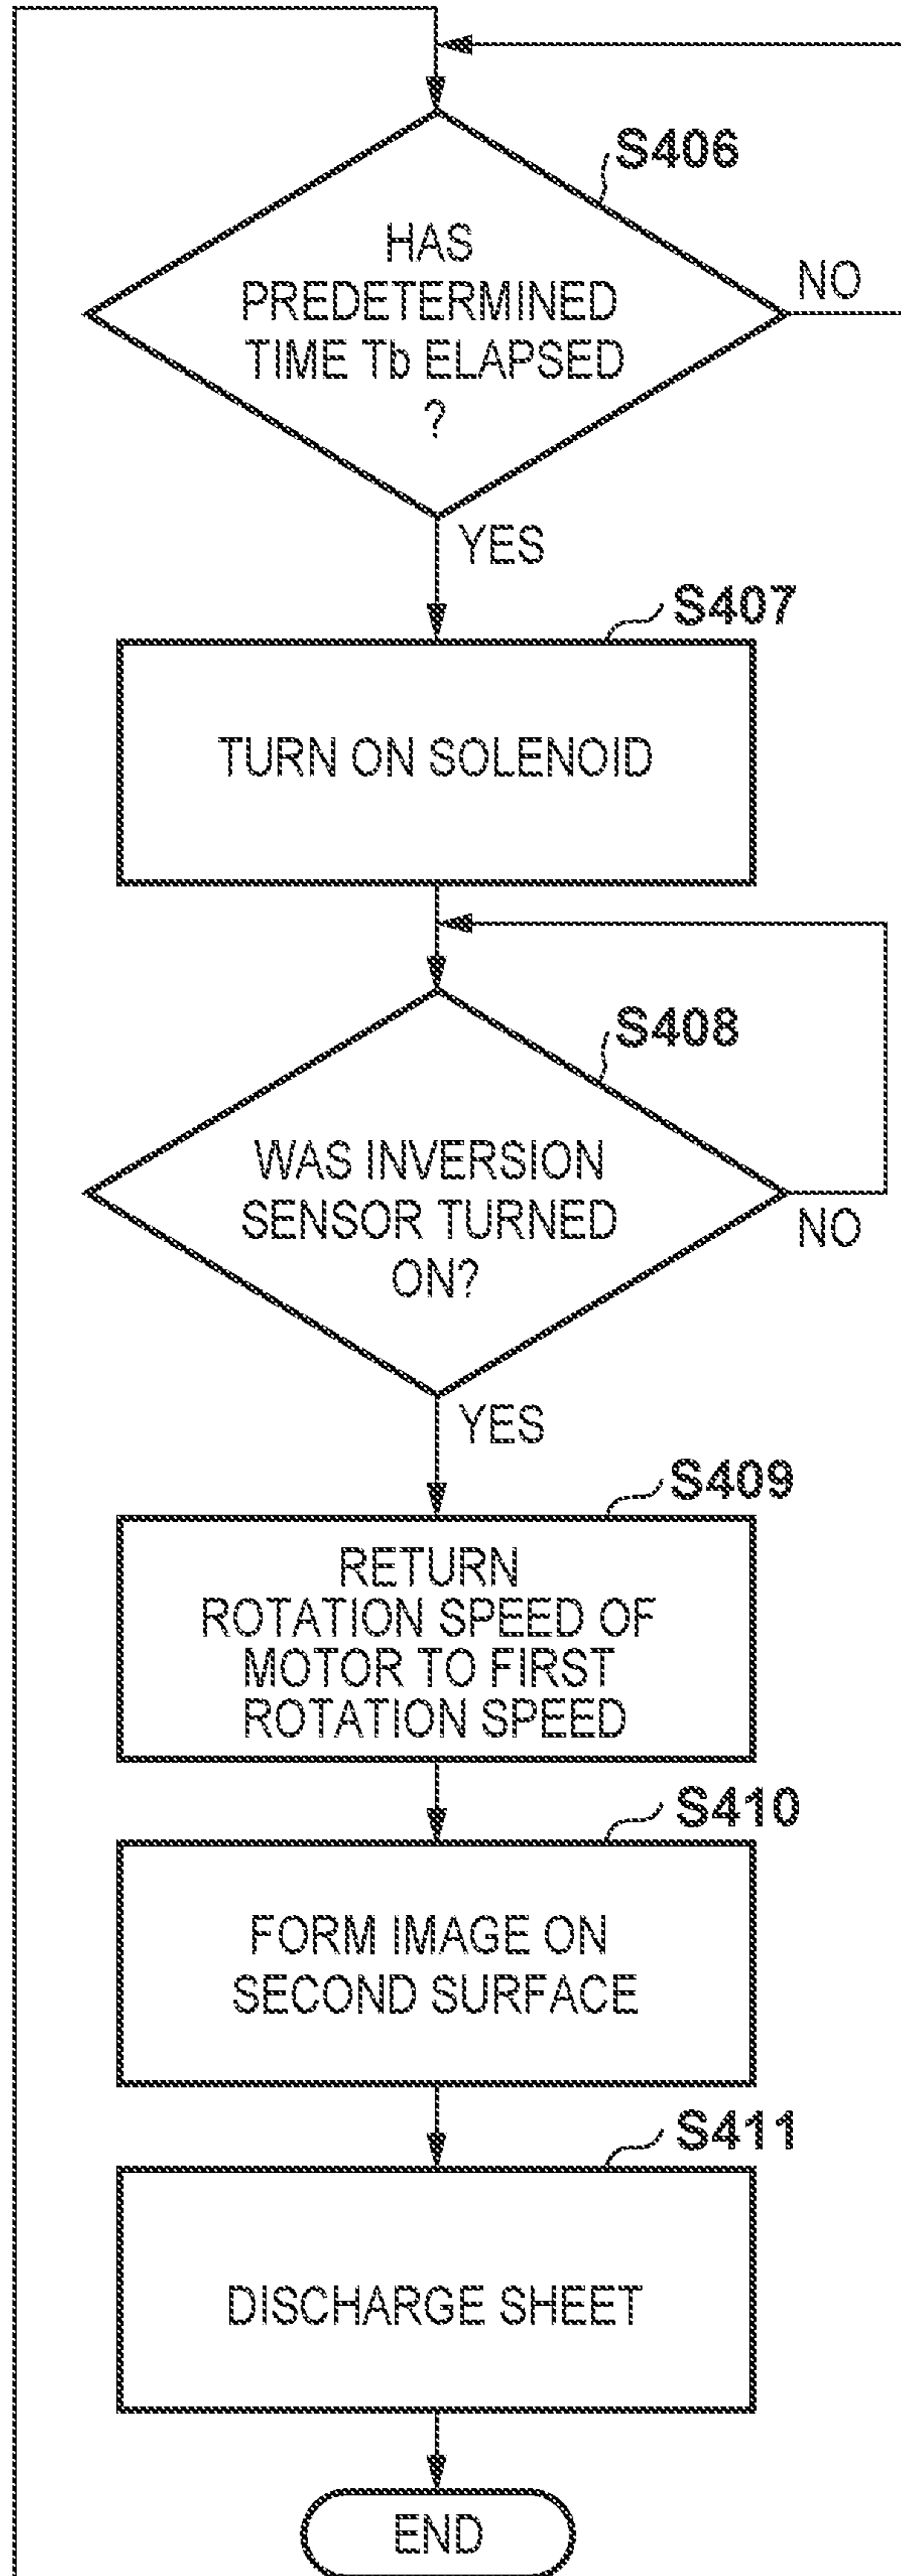 S406
HAS
PREDETERMINED
TIME Tb ELAPSED
?
NO
YES
S407
TURN ON SOLENOID
S408
WAS INVERSION
SENSOR TURNED
ON?
NO
YES
S409
RETURN
ROTATION SPEED OF
MOTOR TO FIRST
ROTATION SPEED
S410
FORM IMAGE ON
SECOND SURFACE
S411
DISCHARGE SHEET
END